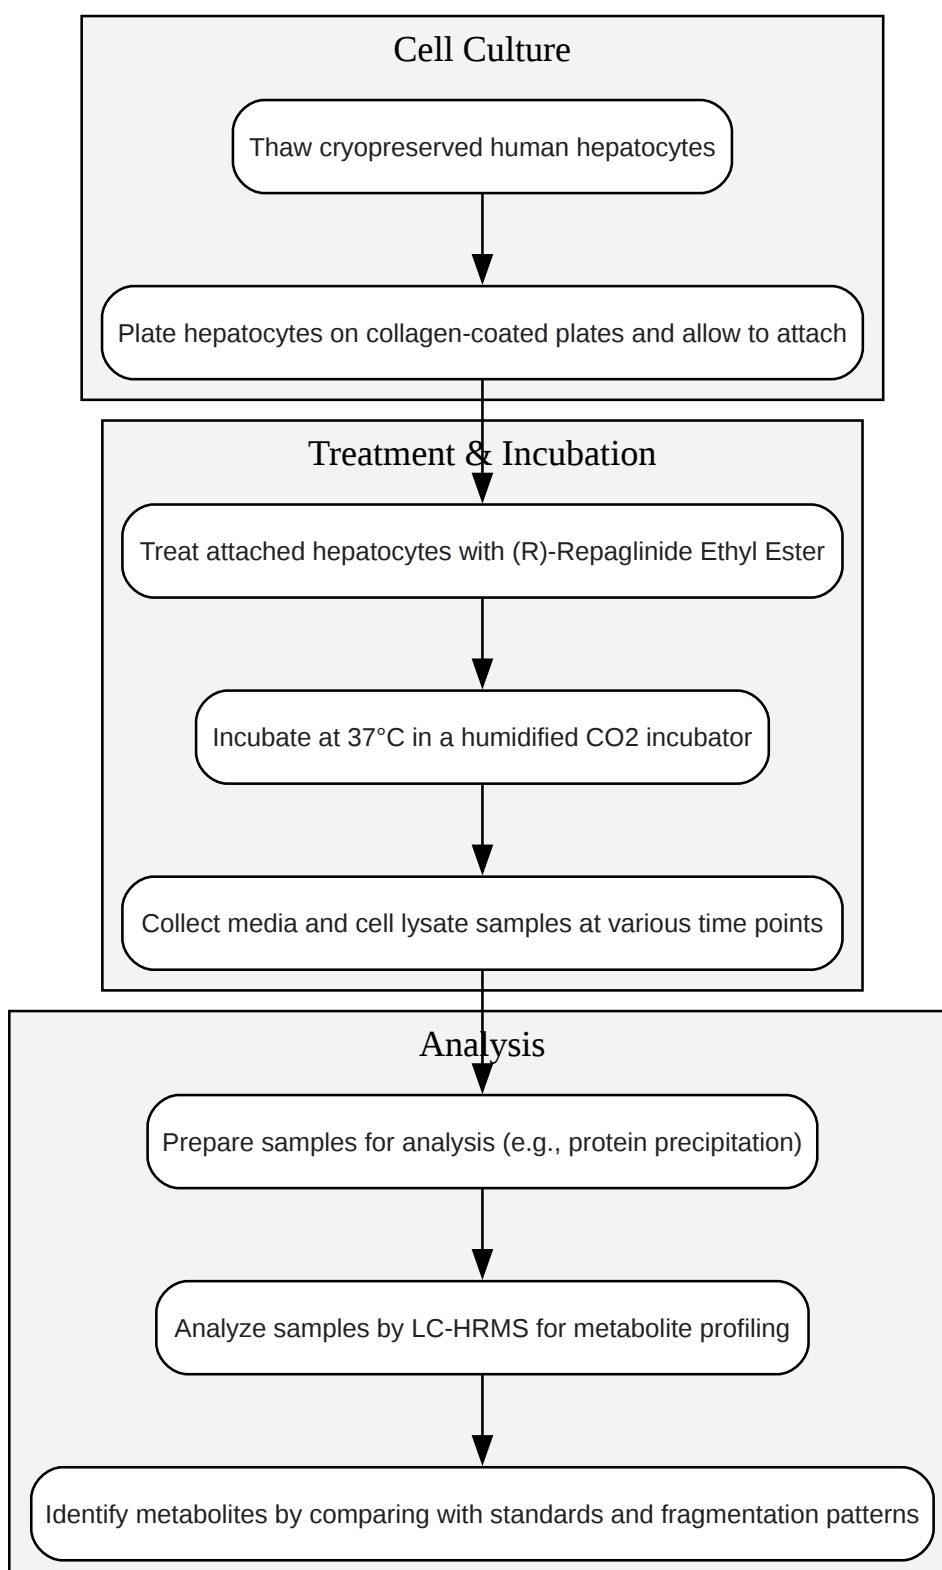 Cell Culture
Thaw cryopreserved human hepatocytes
Plate hepatocytes on collagen-coated plates and allow to attach
Treatment & Incubation
Treat attached hepatocytes with (R)-Repaglinide Ethyl Ester
Incubate at 37°C in a humidified CO2 incubator
Collect media and cell lysate samples at various time points
Analysis
Prepare samples for analysis (e.g., protein precipitation)
Analyze samples by LC-HRMS for metabolite profiling
Identify metabolites by comparing with standards and fragmentation patterns